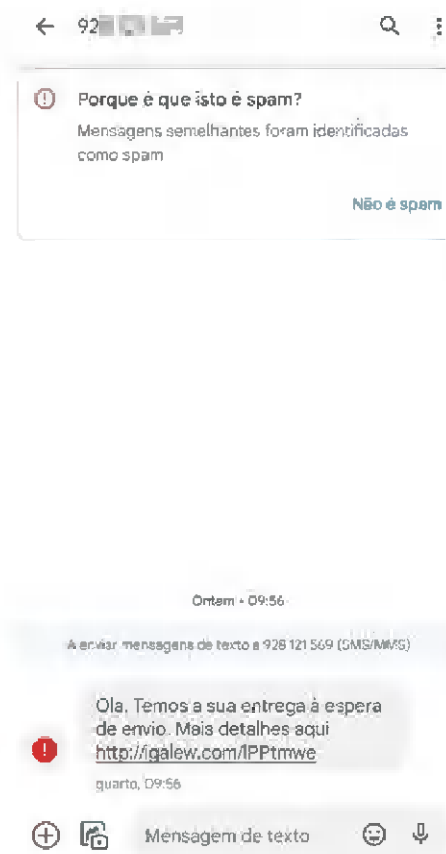 92
Porque é que isto é spam?
Mensagens semelhantes foram identificadas
como spam
Não é spam
Ontem • 09:56
A enviar mensagens de texto a 928 121 569 (SMS/MMS)
Ola, Temos a sua entrega à espera
de envio. Mais detalhes aqui
http://igalew.com/lPPtmwe
quarto, 09:56
Mensagem de texto